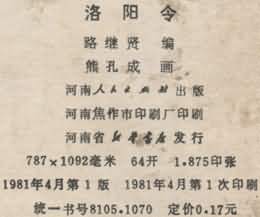 洛阳令
路继贤 编
熊孔成 画
河南人民出版社出版
河南焦作市印刷厂印刷
河南省新华书店发行
787×1092毫米 64开 1.875印张
1981年4月第1版 1981年4月第1次印刷
统一书号8105.1070 定价0.17元